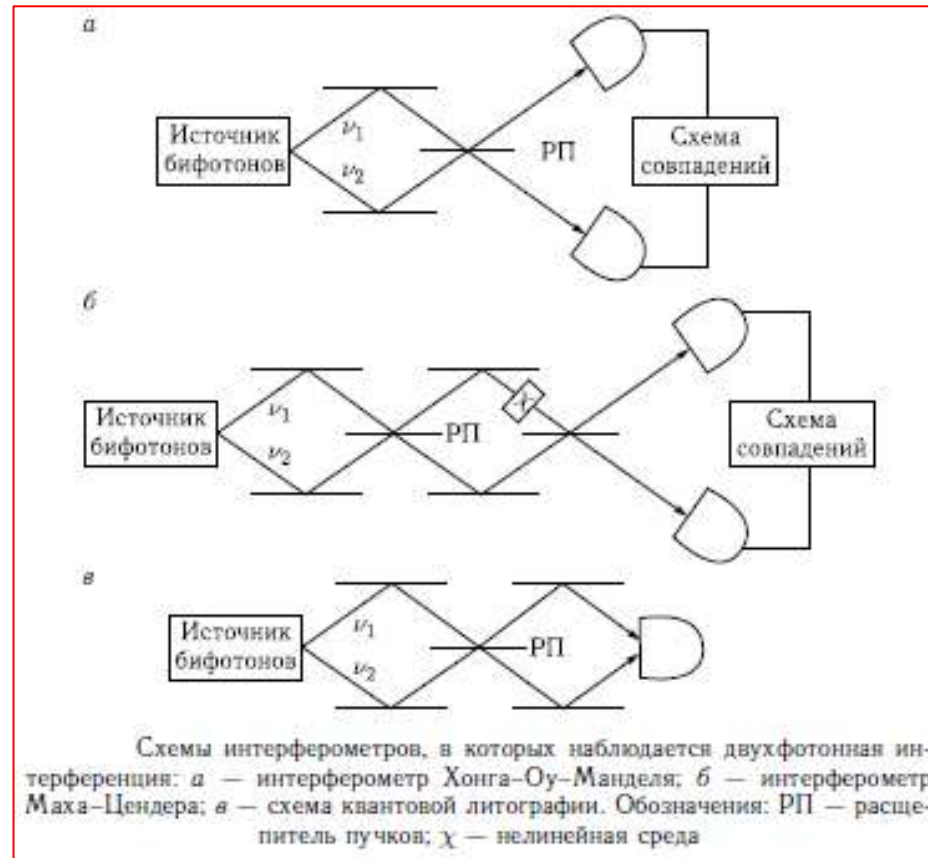 а
Источник
бифотонов
ν₁
ν₂
РП
Схема
совпадений
б
Источник
бифотонов
ν₁
ν₂
РП
χ
Схема
совпадений
в
Источник
бифотонов
ν₁
ν₂
РП
Схемы интерферометров, в которых наблюдается двухфотонная ин-
терференция: а — интерферометр Хонга–Оу–Манделя; б — интерферометр
Маха–Цендера; в — схема квантовой литографии. Обозначения: РП — расще-
питель пучков; χ — нелинейная среда